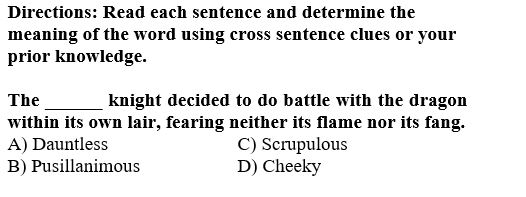 Directions: Read each sentence and determine the
meaning of the word using cross sentence clues or your
prior knowledge.
The ______ knight decided to do battle with the dragon
within its own lair, fearing neither its flame nor its fang.
A) Dauntless C) Scrupulous
B) Pusillanimous D) Cheeky